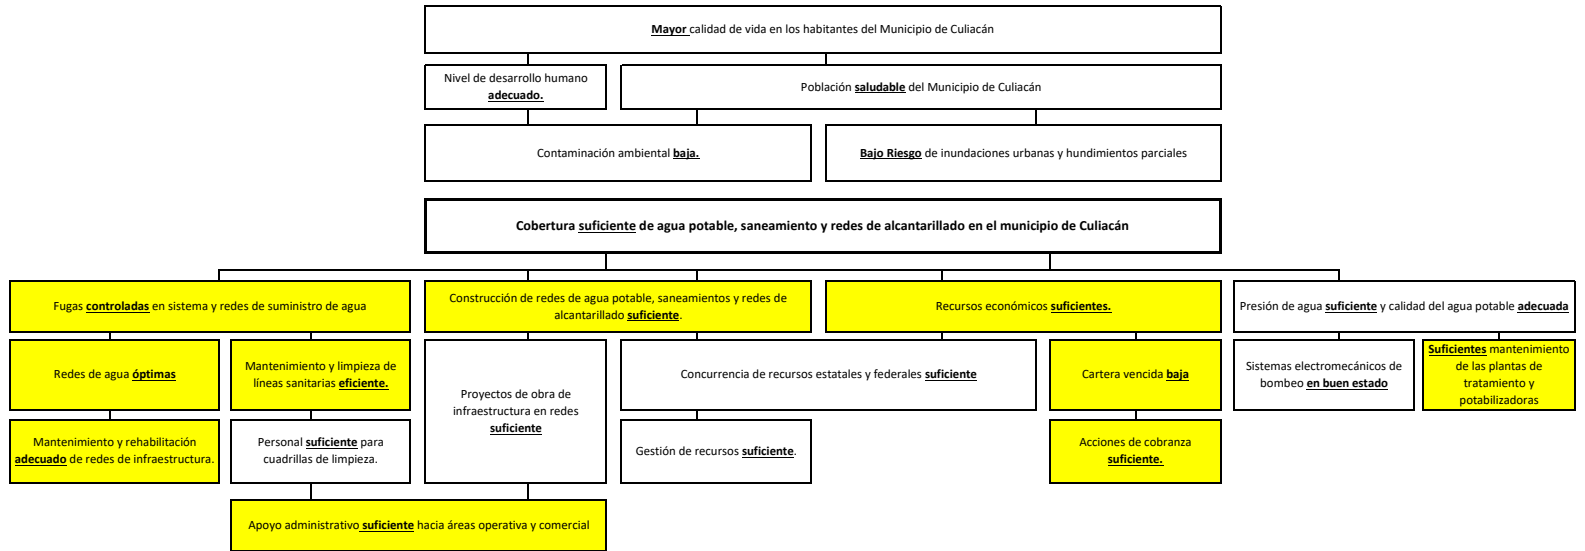 Mayor calidad de vida en los habitantes del Municipio de Culiacán
Nivel de desarrollo humano
adecuado.
Población saludable del Municipio de Culiacán
Contaminación ambiental baja.
Bajo Riesgo de inundaciones urbanas y hundimientos parciales
Cobertura suficiente de agua potable, saneamiento y redes de alcantarillado en el municipio de Culiacán
Fugas controladas en sistema y redes de suministro de agua
Construcción de redes de agua potable, saneamientos y redes de
alcantarillado suficiente.
Recursos económicos suficientes.
Presión de agua suficiente y calidad del agua potable adecuada
Redes de agua óptimas
Mantenimiento y limpieza de
líneas sanitarias eficiente.
Proyectos de obra de
infraestructura en redes
suficiente
Concurrencia de recursos estatales y federales suficiente
Cartera vencida baja
Sistemas electromecánicos de
bombeo en buen estado
Suficientes mantenimiento
de las plantas de
tratamiento y
potabilizadoras
Mantenimiento y rehabilitación
adecuado de redes de infraestructura.
Personal suficiente para
cuadrillas de limpieza.
Gestión de recursos suficiente.
Acciones de cobranza
suficiente.
Apoyo administrativo suficiente hacia áreas operativa y comercial